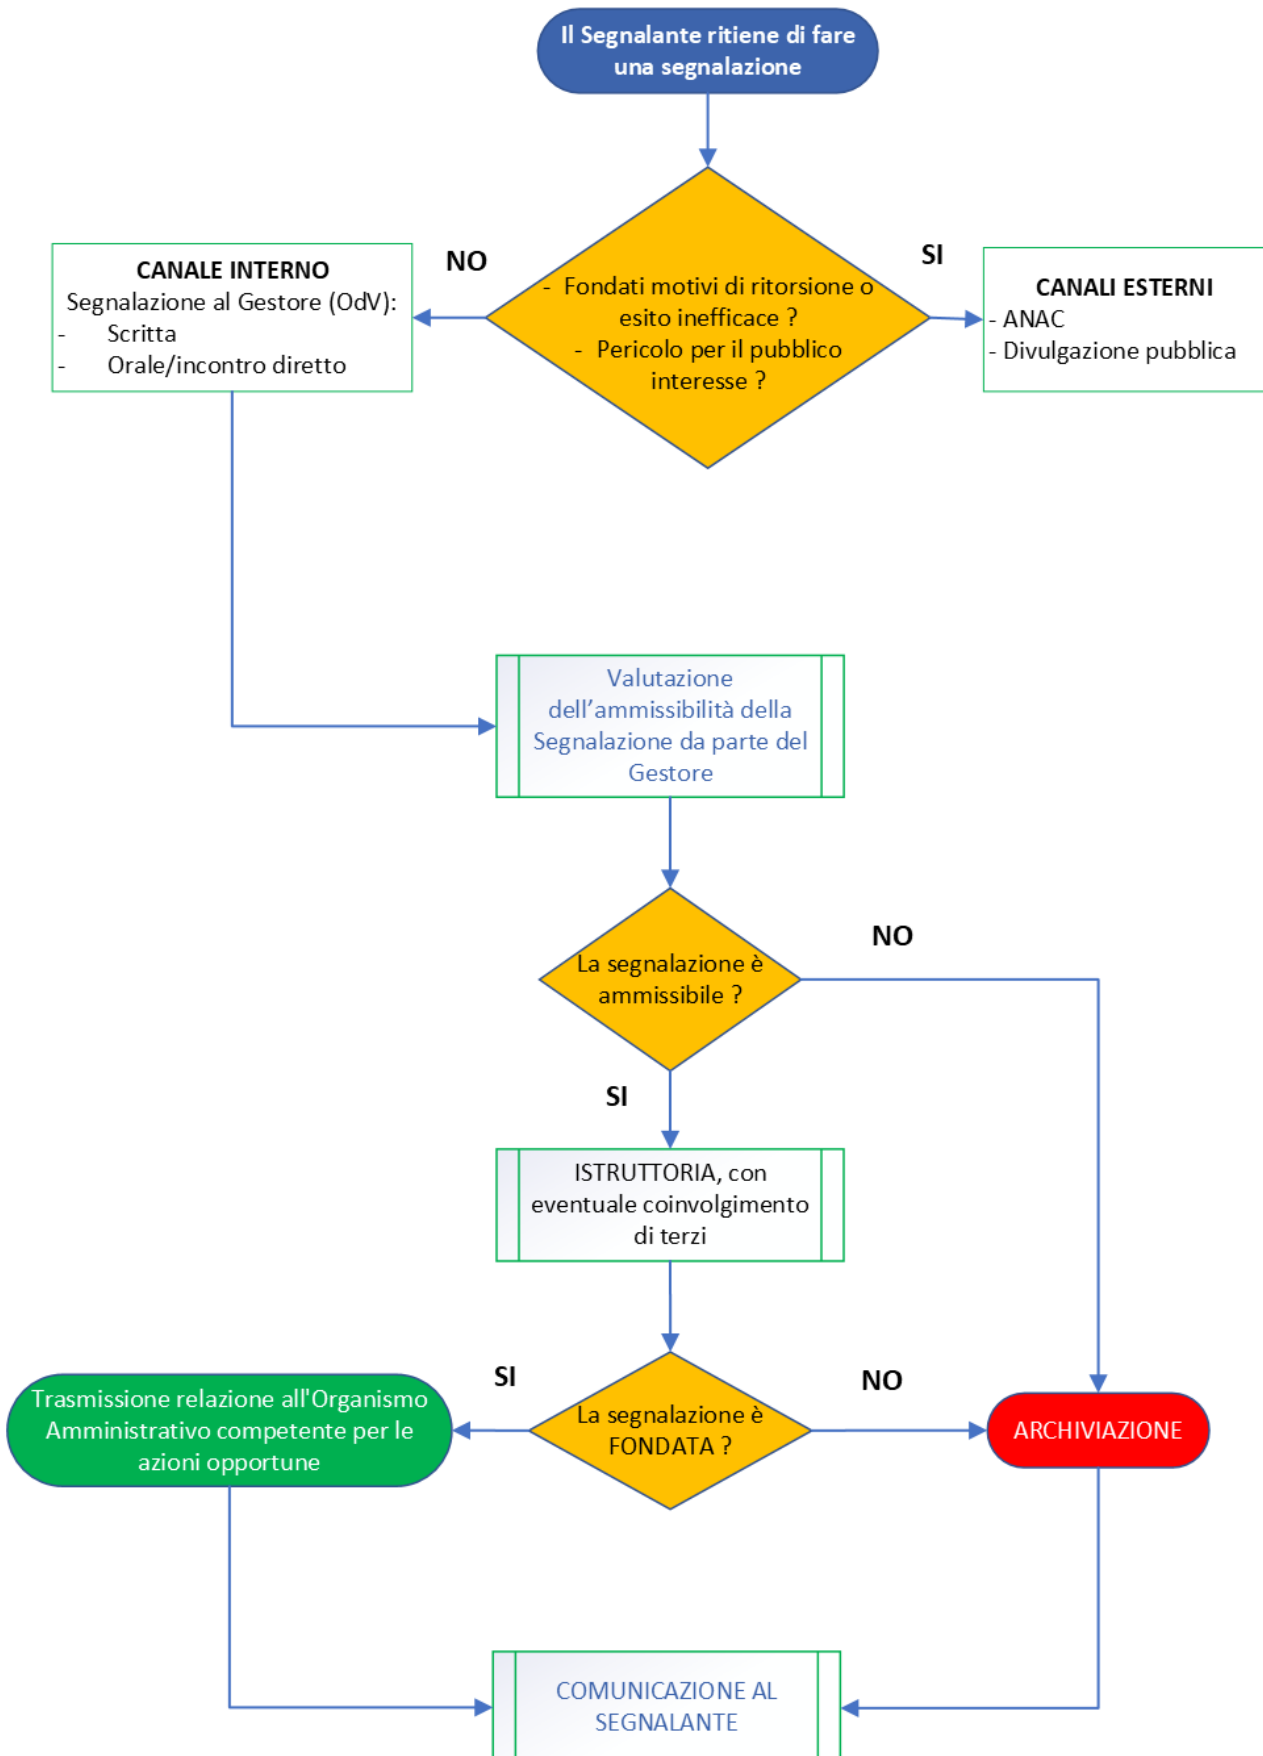 Il Segnalante ritiene di fare
una segnalazione
NO
SI
CANALE INTERNO
Segnalazione al Gestore (OdV):
- Scritta
- Orale/incontro diretto
- Fondati motivi di ritorsione o
esito inefficace ?
- Pericolo per il pubblico
interesse ?
CANALI ESTERNI
- ANAC
- Divulgazione pubblica
Valutazione
dell’ammissibilità della
Segnalazione da parte del
Gestore
NO
La segnalazione è
ammissibile ?
SI
ISTRUTTORIA, con
eventuale coinvolgimento
di terzi
SI
NO
Trasmissione relazione all'Organismo
Amministrativo competente per le
azioni opportune
La segnalazione è
FONDATA ?
ARCHIVIAZIONE
COMUNICAZIONE AL
SEGNALANTE